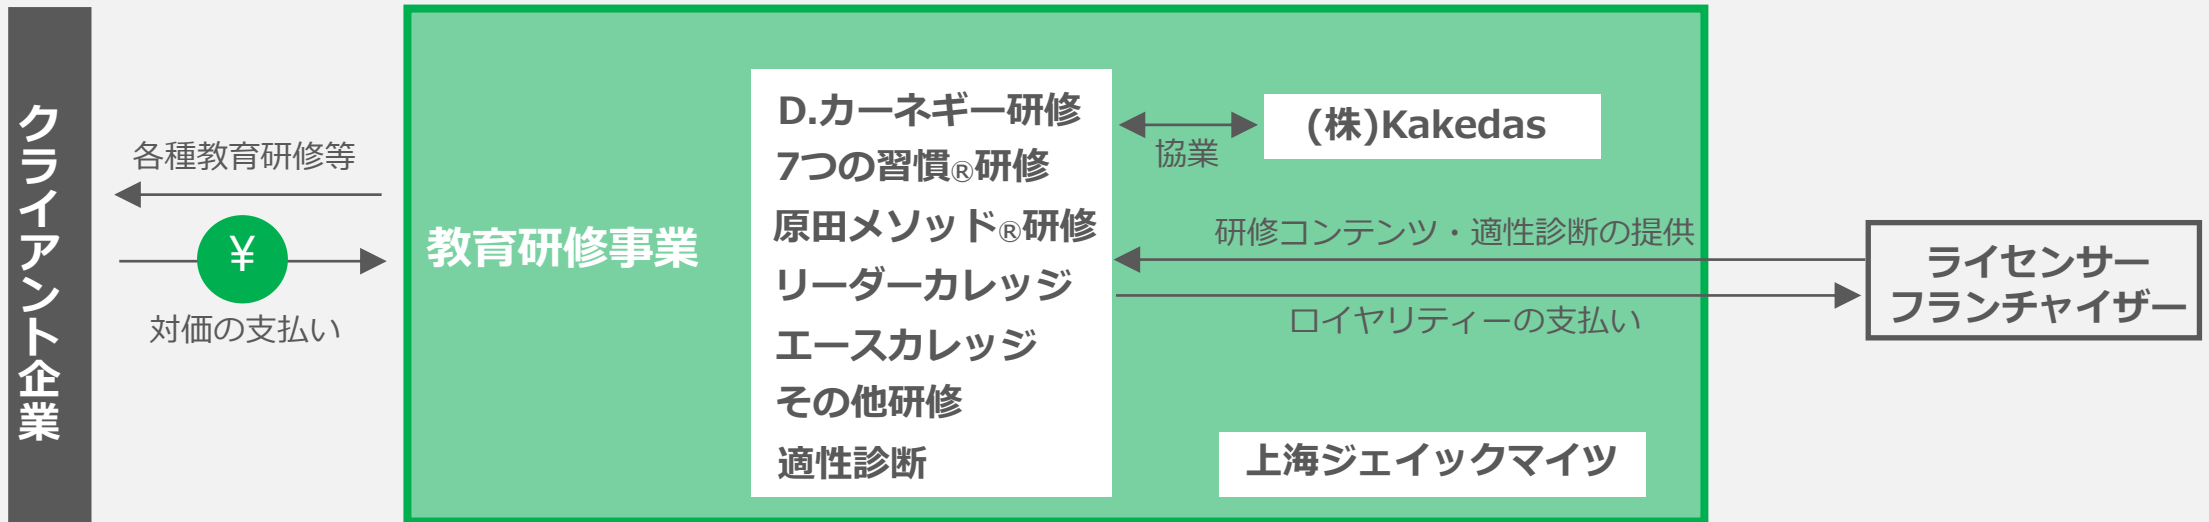 クライアント企業
各種教育研修等
¥
対価の支払い
教育研修事業
D.カーネギー研修
7つの習慣®研修
原田メソッド®研修
リーダーカレッジ
エースカレッジ
その他研修
適性診断
協業
(株)Kakedas
研修コンテンツ・適性診断の提供
ロイヤリティーの支払い
上海ジェイックマイツ
ライセンサー
フランチャイザー